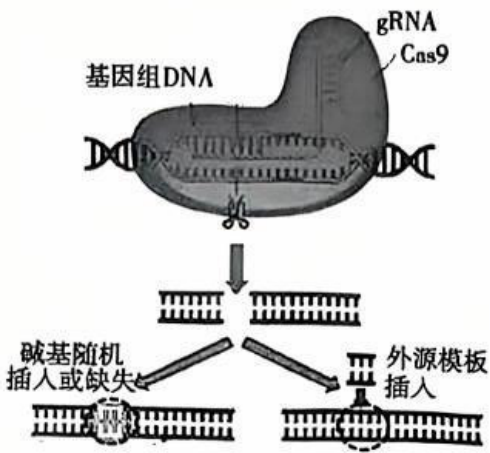 gRNA
Cas9
基因组DNA
碱基随机
插入或缺失
外源模板
插入